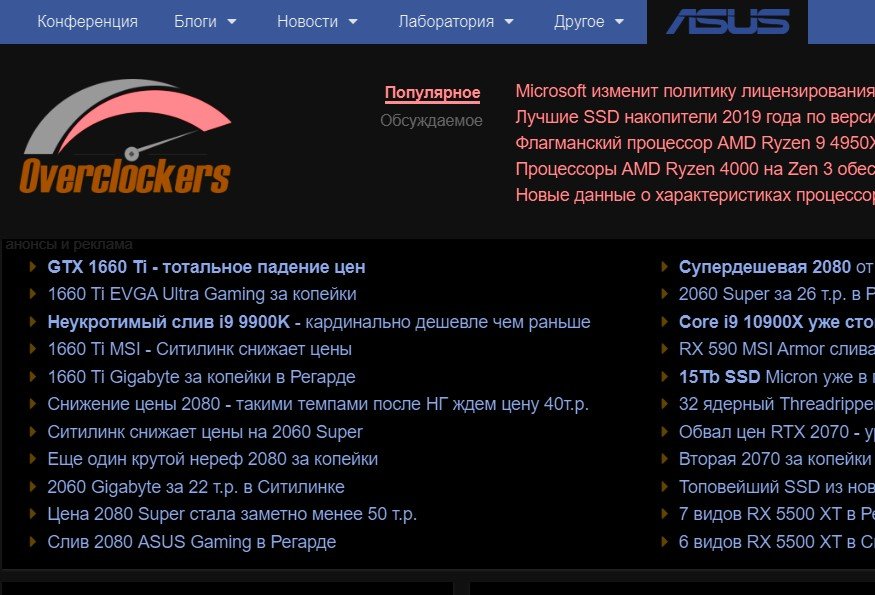 Конференция Блоги Новости Лаборатория Другое ASUS
Популярное
Обсуждаемое
Microsoft изменит политику лицензирования
Лучшие SSD накопители 2019 года по
Флагманский процессор AMD Ryzen 9 4950X
Процессоры AMD Ryzen 4000 на Zen 3
Новые данные о характеристиках
Overclockers
анонсы и реклама
GTX 1660 Ti - тотальное падение цен
1660 Ti EVGA Ultra Gaming за копейки
Неукротимый слив i9 9900K - кардинально дешевле чем раньше
1660 Ti MSI - Ситилинк снижает цены
1660 Ti Gigabyte за копейки в Регарде
Снижение цены 2080 - такими темпами после НГ ждем цену 40т.р.
Ситилинк снижает цены на 2060 Super
Еще один крутой нереф 2080 за копейки
2060 Gigabyte за 22 т.р. в Ситилинке
Цена 2080 Super стала заметно менее 50 т.р.
Слив 2080 ASUS Gaming в Регарде
Супердешевая 2080 от
2060 Super за 26 т.р. в
Core i9 10900X уже
RX 590 MSI Armor
15Tb SSD Micron уже в
32 ядерный
Обвал цен RTX 2070 -
Вторая 2070 за копейки
Топовейший SSD из
7 видов RX 5500 XT в
6 видов RX 5500 XT в